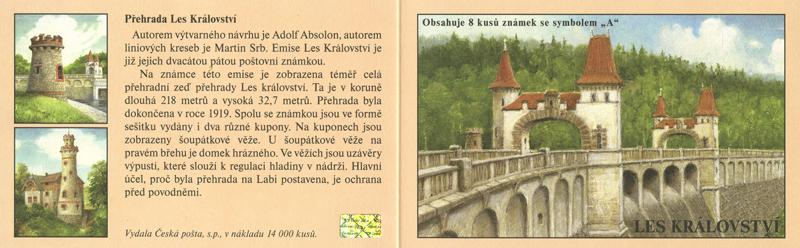 Přehrada Les Království
Autorem výtvarného návrhu je Adolf Absolon, autorem
liniových kreseb je Martin Srb. Emise Les Království je
již jejich dvacátou pátou poštovní známkou.
Na známce této emise je zobrazena téměř celá
přehradní zeď přehrady Les království. Ta je v koruně
dlouhá 218 metrů a vysoká 32,7 metrů. Přehrada byla
dokončena v roce 1919. Spolu se známkou jsou ve formě
sešitku vydány i dva různé kupony. Na kuponech jsou
zobrazeny šoupátkové věže. U šoupátkové věže na
pravém břehu je domek hrázného. Ve věžích jsou uzávěry
výpustí, které slouží k regulaci hladiny v nádrži. Hlavní
účel, proč byla přehrada na Labi postavena, je ochrana
před povodněmi.
Vydala Česká pošta, s.p., v nákladu 14 000 kusů.
Obsahuje 8 kusů známek se symbolem „A"
LES KRÁLOVSTVÍ